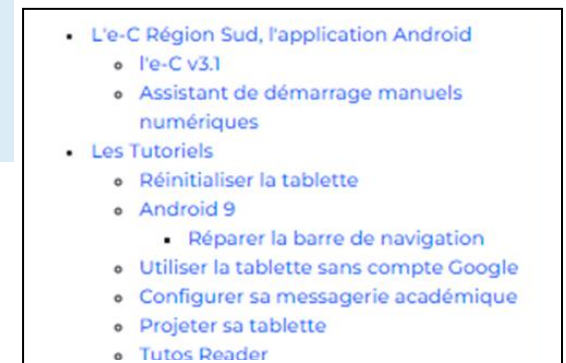 L'e-C Région Sud, l'application Android
l'e-C v3.1
Assistant de démarrage manuels
numériques
Les Tutoriels
Réinitialiser la tablette
Android 9
Réparer la barre de navigation
Utiliser la tablette sans compte Google
Configurer sa messagerie académique
Projeter sa tablette
Tutos Reader